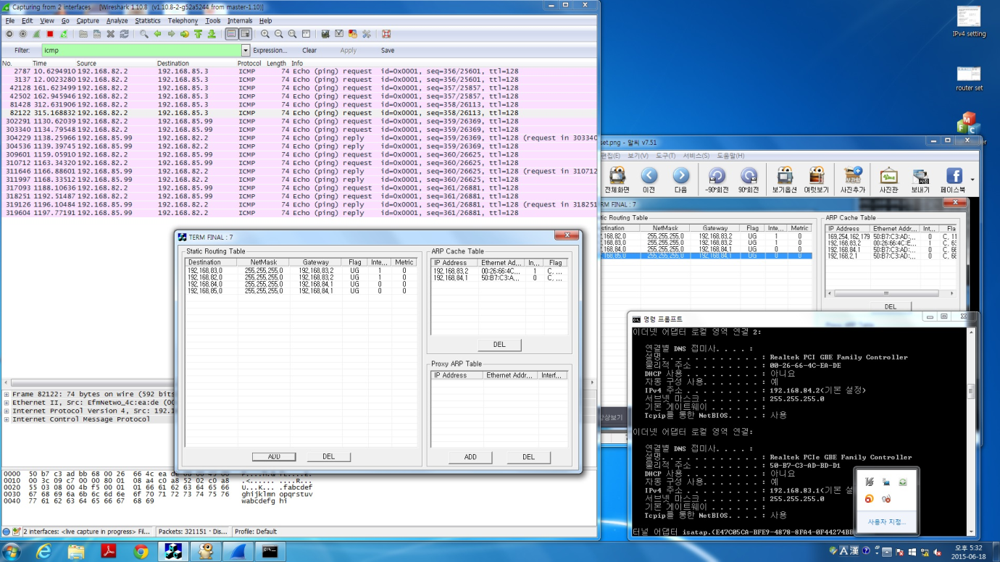 Capturing from 2 interfaces [Wireshark 1.10.8 (v1.10.8-2-g52a5244 from master-1.10)]
File Edit View Go Capture Analyze Statistics Telephony Tools Internals Help
Filter: icmp Expression... Clear Apply Save
No. Time Source Destination Protocol Length Info
2787 10.6294910 192.168.82.2 192.168.85.3 ICMP 74 Echo (ping) request id=0x0001, seq=356/25601, ttl=128
3137 12.0023280 192.168.82.2 192.168.85.3 ICMP 74 Echo (ping) request id=0x0001, seq=356/25601, ttl=128
42128 161.623499 192.168.82.2 192.168.85.3 ICMP 74 Echo (ping) request id=0x0001, seq=357/25857, ttl=128
42502 162.945946 192.168.82.2 192.168.85.3 ICMP 74 Echo (ping) request id=0x0001, seq=357/25857, ttl=128
81428 312.631906 192.168.82.2 192.168.85.3 ICMP 74 Echo (ping) request id=0x0001, seq=358/26113, ttl=128
82122 315.168832 192.168.82.2 192.168.85.3 ICMP 74 Echo (ping) request id=0x0001, seq=358/26113, ttl=128
302291 1130.62039 192.168.82.2 192.168.85.99 ICMP 74 Echo (ping) request id=0x0001, seq=359/26369, ttl=128
303340 1134.79548 192.168.82.2 192.168.85.99 ICMP 74 Echo (ping) request id=0x0001, seq=359/26369, ttl=128
304229 1138.25966 192.168.85.99 192.168.82.2 ICMP 74 Echo (ping) reply id=0x0001, seq=359/26369, ttl=128 (request in 303340
304536 1139.39745 192.168.85.99 192.168.82.2 ICMP 74 Echo (ping) reply id=0x0001, seq=359/26369, ttl=128
309601 1159.05910 192.168.82.2 192.168.85.99 ICMP 74 Echo (ping) request id=0x0001, seq=360/26625, ttl=128
310712 1163.34320 192.168.82.2 192.168.85.99 ICMP 74 Echo (ping) request id=0x0001, seq=360/26625, ttl=128
311646 1166.88601 192.168.85.99 192.168.82.2 ICMP 74 Echo (ping) reply id=0x0001, seq=360/26625, ttl=128 (request in 310712
311997 1168.33512 192.168.85.99 192.168.82.2 ICMP 74 Echo (ping) reply id=0x0001, seq=360/26625, ttl=128
317093 1188.10636 192.168.82.2 192.168.85.99 ICMP 74 Echo (ping) request id=0x0001, seq=361/26881, ttl=128
318251 1192.51487 192.168.82.2 192.168.85.99 ICMP 74 Echo (ping) request id=0x0001, seq=361/26881, ttl=128
319126 1196.10484 192.168.85.99 192.168.82.2 ICMP 74 Echo (ping) reply id=0x0001, seq=361/26881, ttl=128 (request in 318251
319604 1197.77191 192.168.85.99 192.168.82.2 ICMP 74 Echo (ping) reply id=0x0001, seq=361/26881, ttl=128
Frame 82122: 74 bytes on wire (592 bits
Ethernet II, Src: EfmNetwo_4c:ea:de (00
Internet Protocol Version 4, Src: 192.1
Internet Control Message Protocol
0000 50 b7 c3 ad bb 68 00 26 66 4c ea de
0010 00 3c 09 c7 00 00 80 01 08 a4 c0 a8 52 02 c0 a8 .<...... ....R...
0020 55 03 08 00 4b f5 00 01 01 66 61 62 63 64 65 66 U...K... .fabcdef
0030 67 68 69 6a 6b 6c 6d 6e 6f 70 71 72 73 74 75 76 ghijklmn opqrstuv
0040 77 61 62 63 64 65 66 67 68 69 wabcdefg hi
2 interfaces: <live capture in progress> Fil... Packets: 321151 · Dis... Profile: Default
TERM FINAL : 7
Static Routing Table
Destination NetMask Gateway Flag Inte... Metric
192,168,83,0 255,255,255,0 192,168,83,2 UG 1 0
192,168,82,0 255,255,255,0 192,168,83,2 UG 1 0
192,168,84,0 255,255,255,0 192,168,84,1 UG 0 0
192,168,85,0 255,255,255,0 192,168,84,1 UG 0 0
ADD DEL
ARP Cache Table
IP Address Ethernet Ad... In... Flag
192,168,83,2 00:26:66:4C... 1 C, ...
192,168,84,1 50:B7:C3:A... 0 C, ...
DEL
Proxy ARP Table
IP Address Ethernet Addr... Interf...
ADD DEL
IPv4 setting
router set
set.png - 알씨 v7.51
편집(E) 보기(V) 도구(T) 서비스(S) 도움말(H)
전체화면 이전 다음 -90°회전 90°회전 보기옵션 여럿보기 사진추가 사진관 보내기 페이스북
RM FINAL : 7
tic Routing Table
stination NetMask Gateway Flag Inte... Metric
,168,82,0 255,255,255,0 192,168,83,2 UG 1 0
255,255,255,0 192,168,83,2 UG 1 0
,168,84,0 255,255,255,0 192,168,84,1 UG 0 0
,168,85,0 255,255,255,0 192,168,84,1 UG 0 0
ARP Cache Table
IP Address Ethernet Addr... Int... Fla
169,254,162,179 50:B7:C3:AD:... 0 C, 11
192,168,83,2 00:26:66:4C:E... 1
192,168,84,1 50:B7:C3:AD:... 0
192,168,2,1 50:B7:C3:AD:... 0
DEL
명령 프롬프트
이더넷 어댑터 로컬 영역 연결 2:
연결별 DNS 접미사. . . . :
설명. . . . . . . . . . . . : Realtek PCI GBE Family Controller
물리적 주소 . . . . . . . . : 00-26-66-4C-EA-DE
DHCP 사용 . . . . . . . . . : 아니요
자동 구성 사용. . . . . . . : 예
IPv4 주소 . . . . . . . . . : 192.168.84.2(기본 설정)
서브넷 마스크 . . . . . . . : 255.255.255.0
기본 게이트웨이 . . . . . . :
Tcpip를 통한 NetBIOS. . . . : 사용
이더넷 어댑터 로컬 영역 연결:
연결별 DNS 접미사. . . . :
설명. . . . . . . . . . . . : Realtek PCIe GBE Family Controller
물리적 주소 . . . . . . . . : 50-B7-C3-AD-BD-D1
DHCP 사용 . . . . . . . . . : 아니요
자동 구성 사용. . . . . . . : 예
IPv4 주소 . . . . . . . . . : 192.168.83.1(기본 설
서브넷 마스크 . . . . . . . : 255.255.255.0
기본 게이트웨이 . . . . . . :
Tcpip를 통한 NetBIOS. . . . : 사용
터널 어댑터 isatap.{E47C05CA-BFE9-4878-8FA4-0F44274BB
사용자 지정...
오후 5:32
2015-06-18